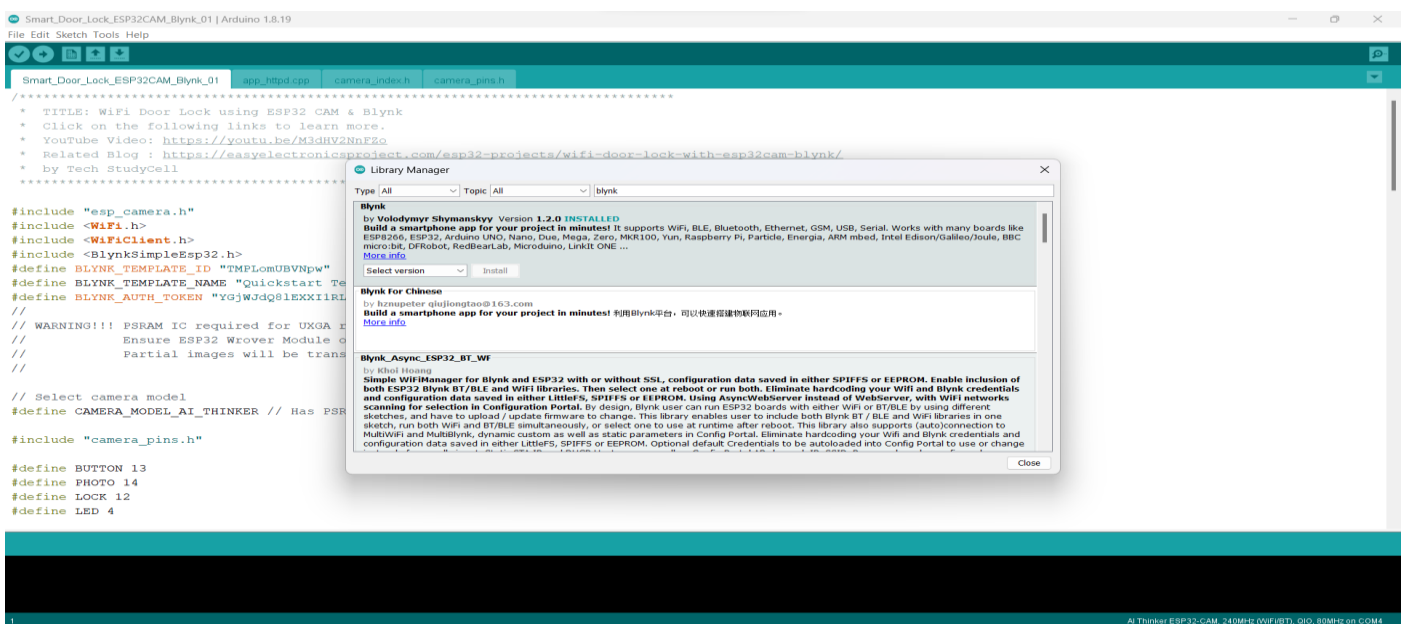 Smart_Door_Lock_ESP32CAM_Blynk_01 | Arduino 1.8.19
File Edit Sketch Tools Help
Smart_Door_Lock_ESP32CAM_Blynk_01 app_httpd.cpp camera_index.h camera_pins.h
/******************************************************************************
* TITLE: WiFi Door Lock using ESP32 CAM & Blynk
* Click on the following links to learn more.
* YouTube Video: https://youtu.be/M3dHV2NnFZo
* Related Blog : https://easyelectronicsproject.com/esp32-projects/wifi-door-lock-with-esp32cam-blynk/
* by Tech StudyCell
#include "esp_camera.h"
#include <WiFi.h>
#include <WiFiClient.h>
#include <BlynkSimpleEsp32.h>
#define BLYNK_TEMPLATE_ID "TMPLomUBVNpw"
#define BLYNK_TEMPLATE_NAME "Quickstart Te
#define BLYNK_AUTH_TOKEN "YGjWJdQ8lEXXI1RL
//
// WARNING!!! PSRAM IC required for UXGA r
// Ensure ESP32 Wrover Module o
// Partial images will be trans
//
// Select camera model
#define CAMERA_MODEL_AI_THINKER // Has PSR
#include "camera_pins.h"
#define BUTTON 13
#define PHOTO 14
#define LOCK 12
#define LED 4
Library Manager
Type All Topic All blynk
Blynk
by Volodymyr Shymanskyy Version 1.2.0 INSTALLED
Build a smartphone app for your project in minutes! It supports WiFi, BLE, Bluetooth, Ethernet, GSM, USB, Serial. Works with many boards like
ESP8266, ESP32, Arduino UNO, Nano, Due, Mega, Zero, MKR100, Yun, Raspberry Pi, Particle, Energia, ARM mbed, Intel Edison/Galileo/Joule, BBC
micro:bit, DFRobot, RedBearLab, Microduino, LinkIt ONE ...
More info
Select version Install
Blynk For Chinese
by hznupeter qiujiongtao@163.com
Build a smartphone app for your project in minutes! 利用Blynk平台，可以快速搭建物联网应用。
More info
Blynk_Async_ESP32_BT_WF
by Khoi Hoang
Simple WiFiManager for Blynk and ESP32 with or without SSL, configuration data saved in either SPIFFS or EEPROM. Enable inclusion of
both ESP32 Blynk BT/BLE and WiFi libraries. Then select one at reboot or run both. Eliminate hardcoding your Wifi and Blynk credentials
and configuration data saved in either LittleFS, SPIFFS or EEPROM. Using AsyncWebServer instead of WebServer, with WiFi networks
scanning for selection in Configuration Portal. By design, Blynk user can run ESP32 boards with either WiFi or BT/BLE by using different
sketches, and have to upload / update firmware to change. This library enables user to include both Blynk BT / BLE and WiFi libraries in one
sketch, run both WiFi and BT/BLE simultaneously, or select one to use at runtime after reboot. This library also supports (auto)connection to
MultiWiFi and MultiBlynk, dynamic custom as well as static parameters in Config Portal. Eliminate hardcoding your Wifi and Blynk credentials and
configuration data saved in either LittleFS, SPIFFS or EEPROM. Optional default Credentials to be autoloaded into Config Portal to use or change
Close
1
AI Thinker ESP32-CAM, 240MHz (WiFi/BT), QIO, 80MHz on COM4